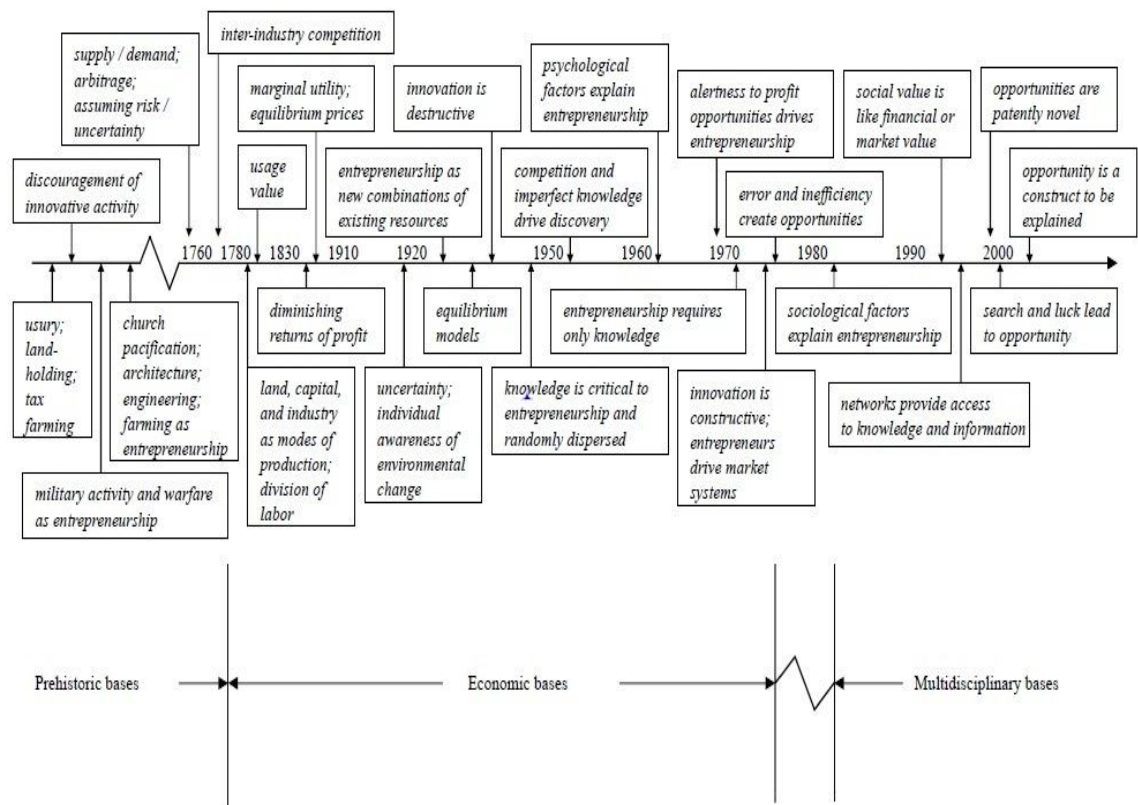 inter-industry competition
supply / demand;
arbitrage;
assuming risk /
uncertainty
marginal utility;
equilibrium prices
innovation is
destructive
psychological
factors explain
entrepreneurship
alertness to profit
opportunities drives
entrepreneurship
social value is
like financial or
market value
opportunities are
patently novel
discouragement of
innovative activity
usage
value
entrepreneurship as
new combinations of
existing resources
competition and
imperfect knowledge
drive discovery
error and inefficiency
create opportunities
opportunity is a
construct to be
explained
1760 1780 1830 1910 1920 1950 1960 1970 1980 1990 2000
usury;
land-
holding;
tax
farming
church
pacification;
architecture;
engineering;
farming as
entrepreneurship
diminishing
returns of profit
equilibrium
models
entrepreneurship requires
only knowledge
sociological factors
explain entrepreneurship
search and luck lead
to opportunity
military activity and warfare
as entrepreneurship
land, capital,
and industry
as modes of
production;
division of
labor
uncertainty;
individual
awareness of
environmental
change
knowledge is critical to
entrepreneurship and
randomly dispersed
innovation is
constructive;
entrepreneurs
drive market
systems
networks provide access
to knowledge and information
Prehistoric bases
Economic bases
Multidisciplinary bases